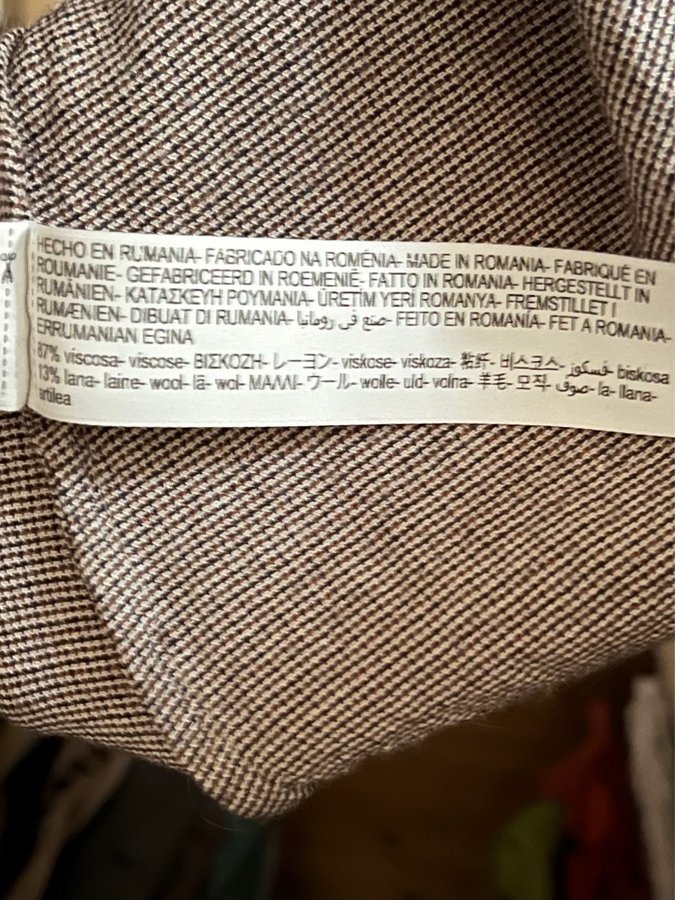 HECHO EN RUMANIA- FABRICADO NA ROMÉNIA- MADE IN ROMANIA- FABRIQUÉ EN
ROUMANIE- GEFABRICEERD IN ROEMENIË- FATTO IN ROMANIA- HERGESTELLT IN
RUMÄNIEN- ΚΑΤΑΣΚΕΥΗ ΡΟΥΜΑΝΙΑ- ÜRETİM YERİ ROMANYA- FREMSTILLET I
RUMÆNIEN- DIBUAT DI RUMANIA- صنع فى رومانيا- FEITO EN ROMANÍA- FET A ROMANIA-
ERRUMANIAN EGINA
87% viscosa- viscose- ΒΙΣΚΟΖΗ- レーヨン- viskose- viskoza- 粘纤- 비스코스- فسكوز- biskosa
13% lana- laine- wool- lã- wol- ΜΑΛΛΙ- ウール- wolle- uld- volna- 羊毛- 모직- صوف- la- llana-
artilea